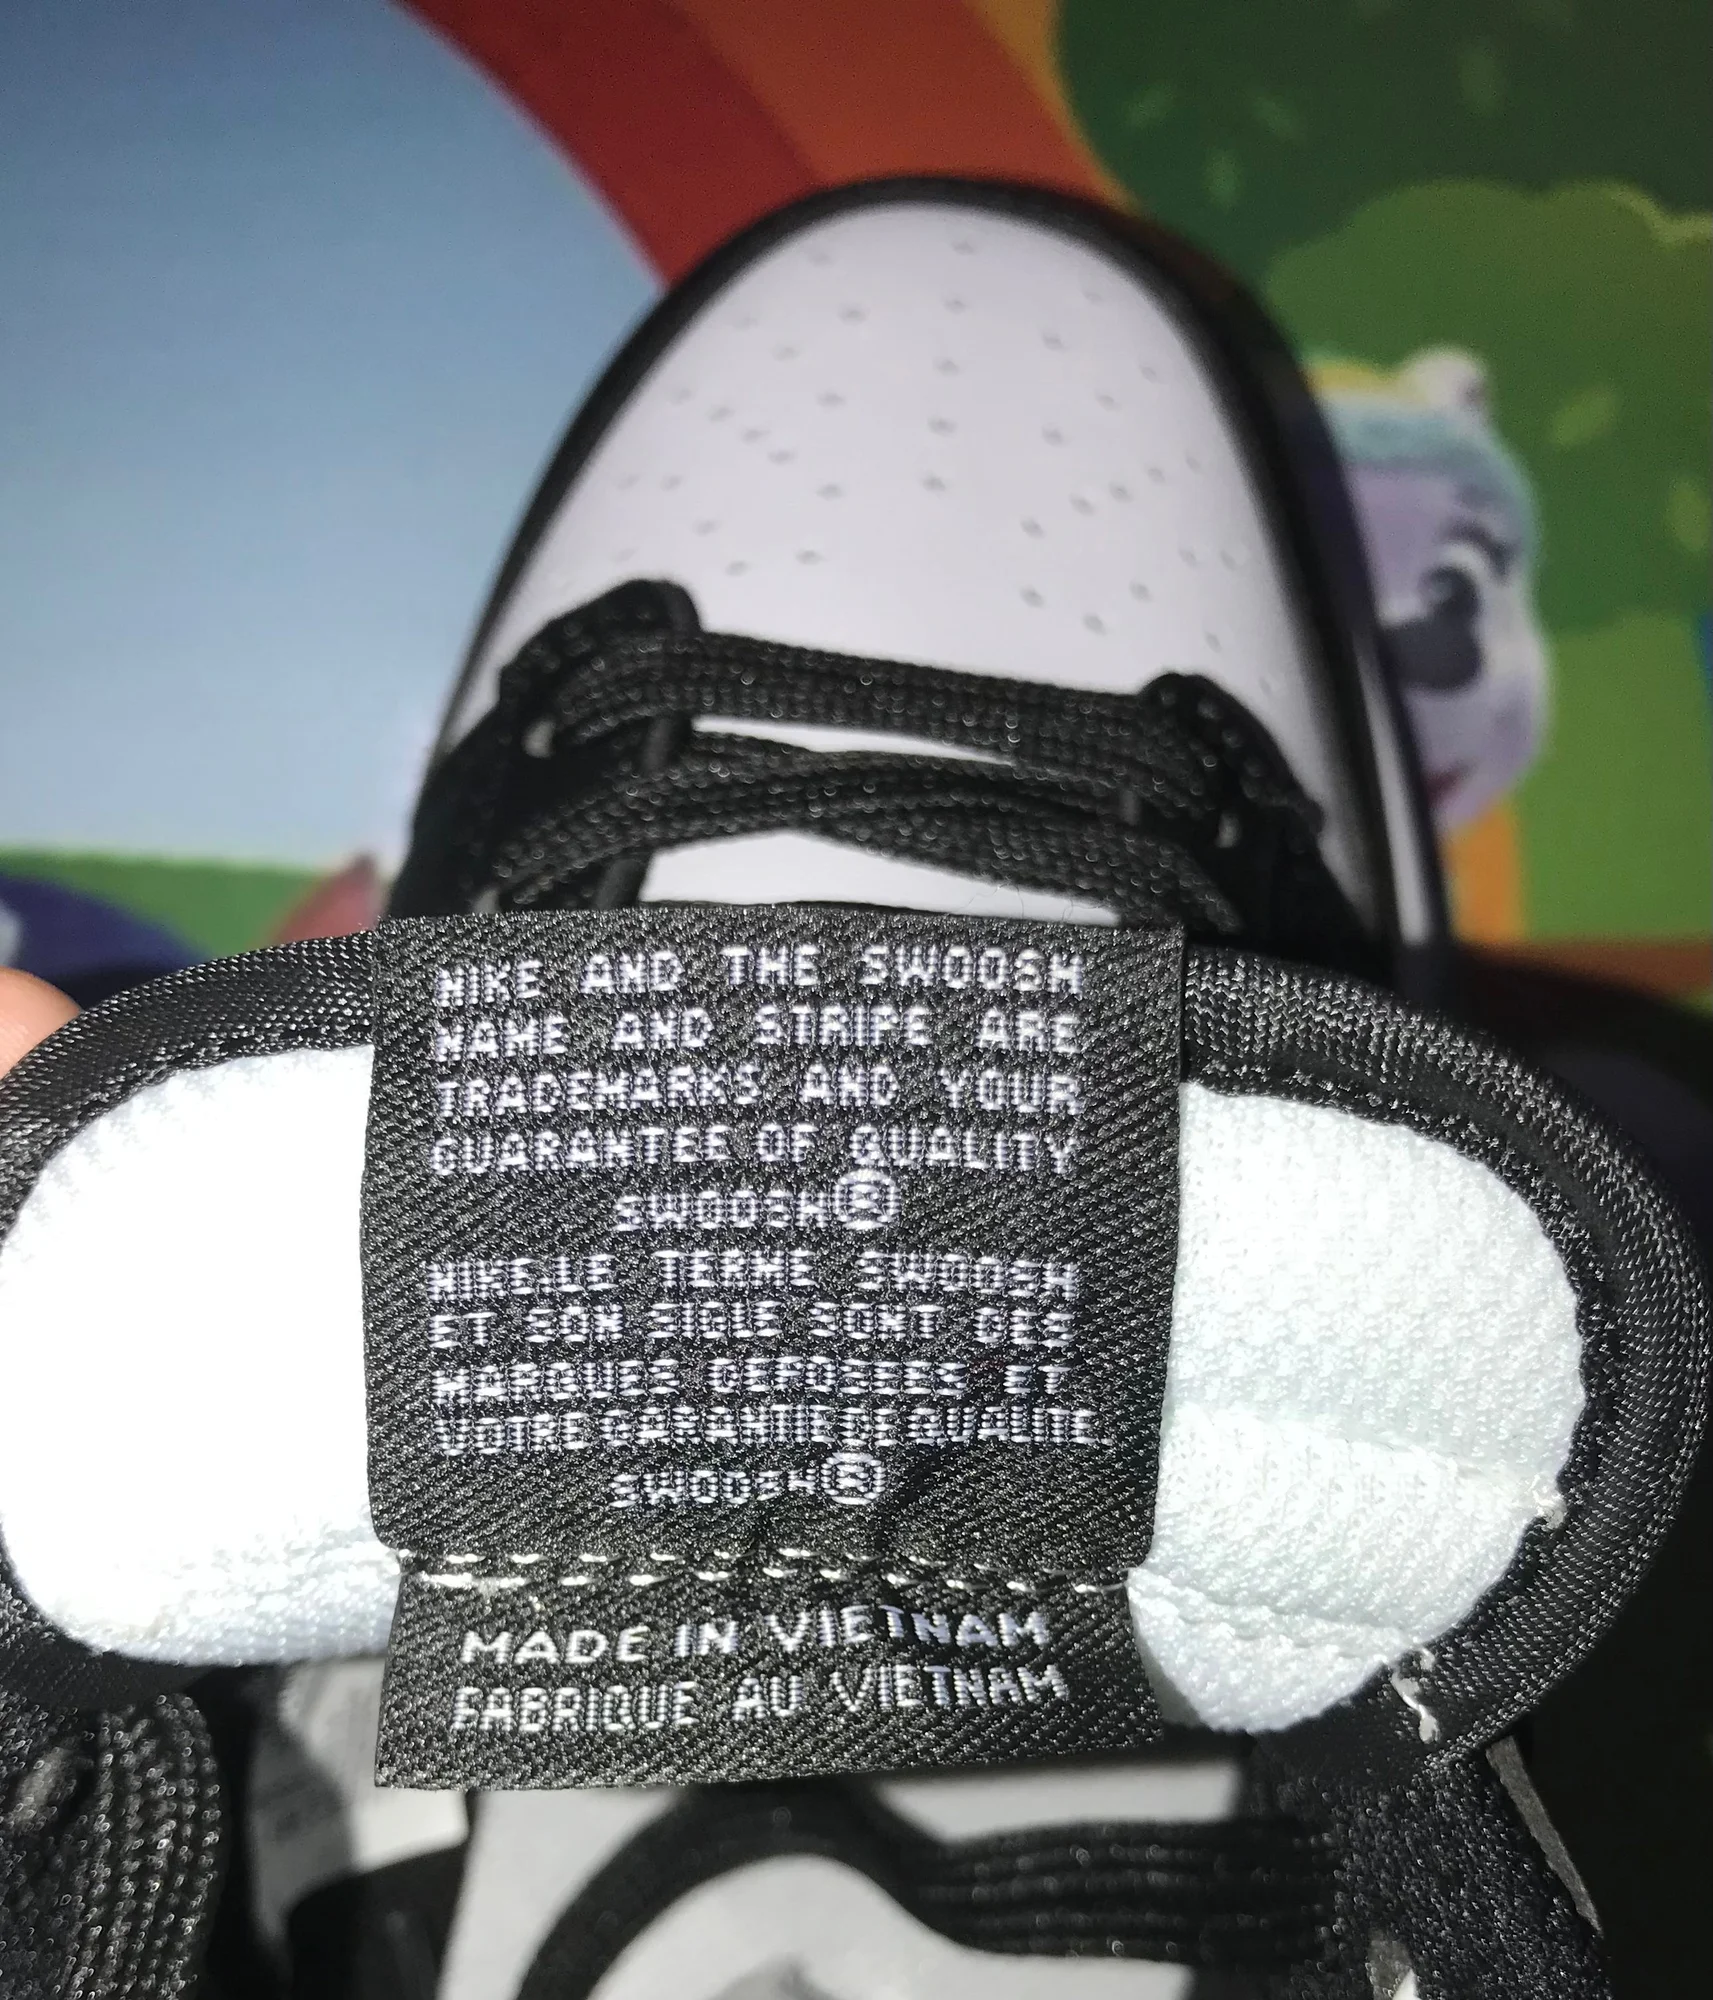 NIKE AND THE SWOOSH
NAME AND STRIPE ARE
TRADEMARKS AND YOUR
GUARANTEE OF QUALITY
SWOOSH®
NIKE.LE TERME SWOOSH
ET SON SIGLE SONT DES
MARQUES DEPOSEES ET
VOTRE GARANTIE DE QUALITE.
SWOOSH®
MADE IN VIETNAM
FABRIQUE AU VIETNAM